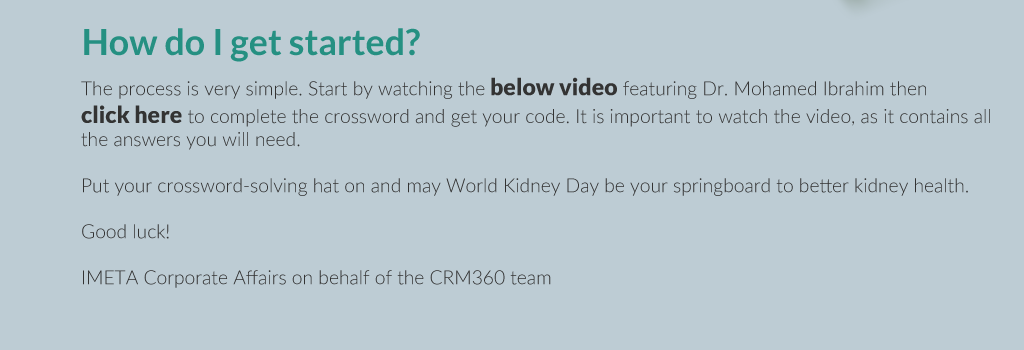 How do I get started?
The process is very simple. Start by watching the below video featuring Dr. Mohamed Ibrahim then
click here to complete the crossword and get your code. It is important to watch the video, as it contains all
the answers you will need.
Put your crossword-solving hat on and may World Kidney Day be your springboard to better kidney health.
Good luck!
IMETA Corporate Affairs on behalf of the CRM360 team